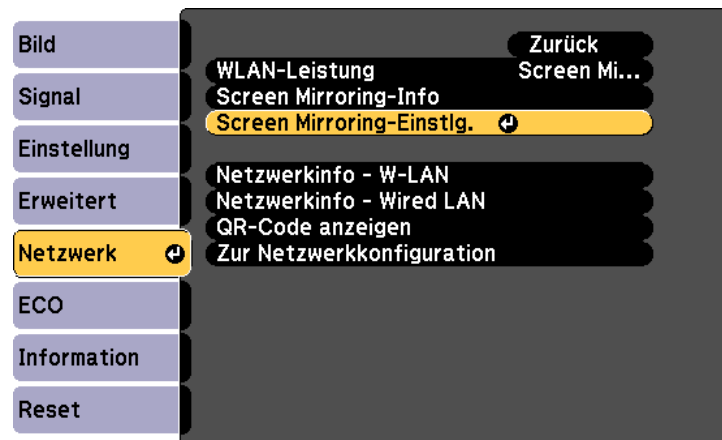 Bild
Signal
Einstellung
Erweitert
Netzwerk
ECO
Information
Reset
Zurück
WLAN-Leistung Screen Mi...
Screen Mirroring-Info
Screen Mirroring-Einstlg.
Netzwerkinfo - W-LAN
Netzwerkinfo - Wired LAN
QR-Code anzeigen
Zur Netzwerkkonfiguration